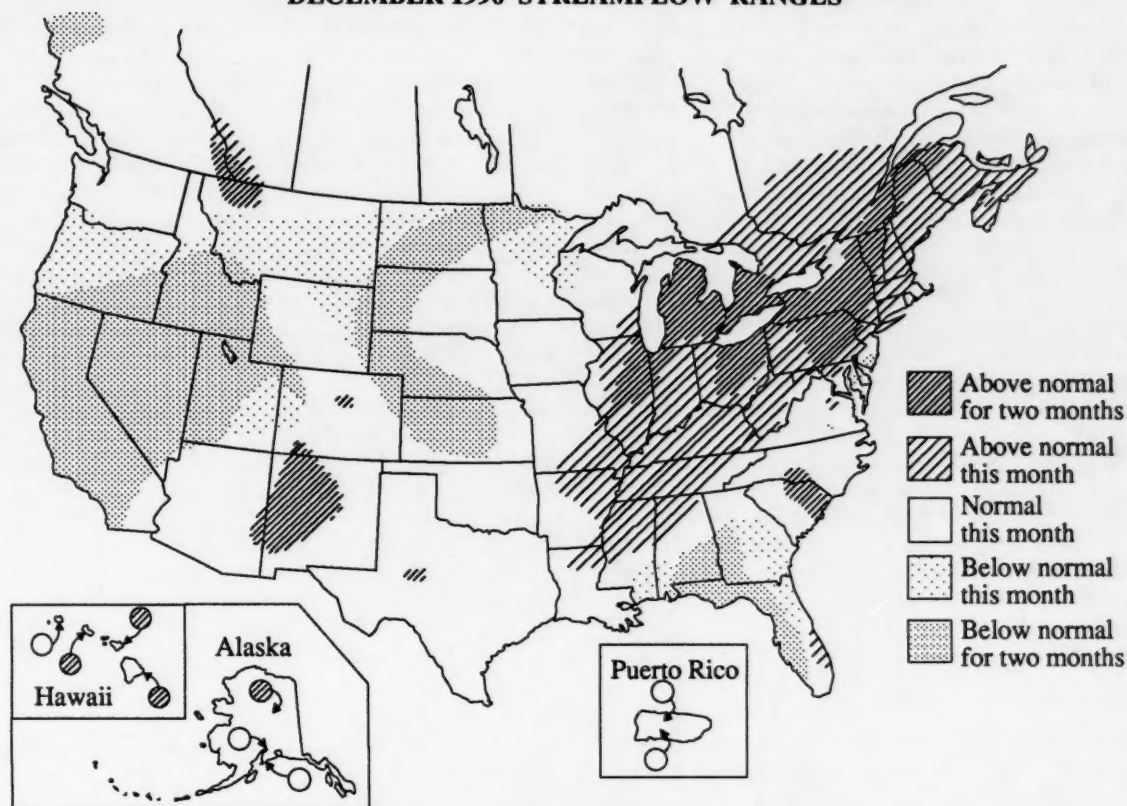 DECEMBER 1990 STREAMFLOW RANGES
Above normal
for two months
Above normal
this month
Normal
this month
Below normal
this month
Below normal
for two months
Hawaii
Alaska
Puerto Rico